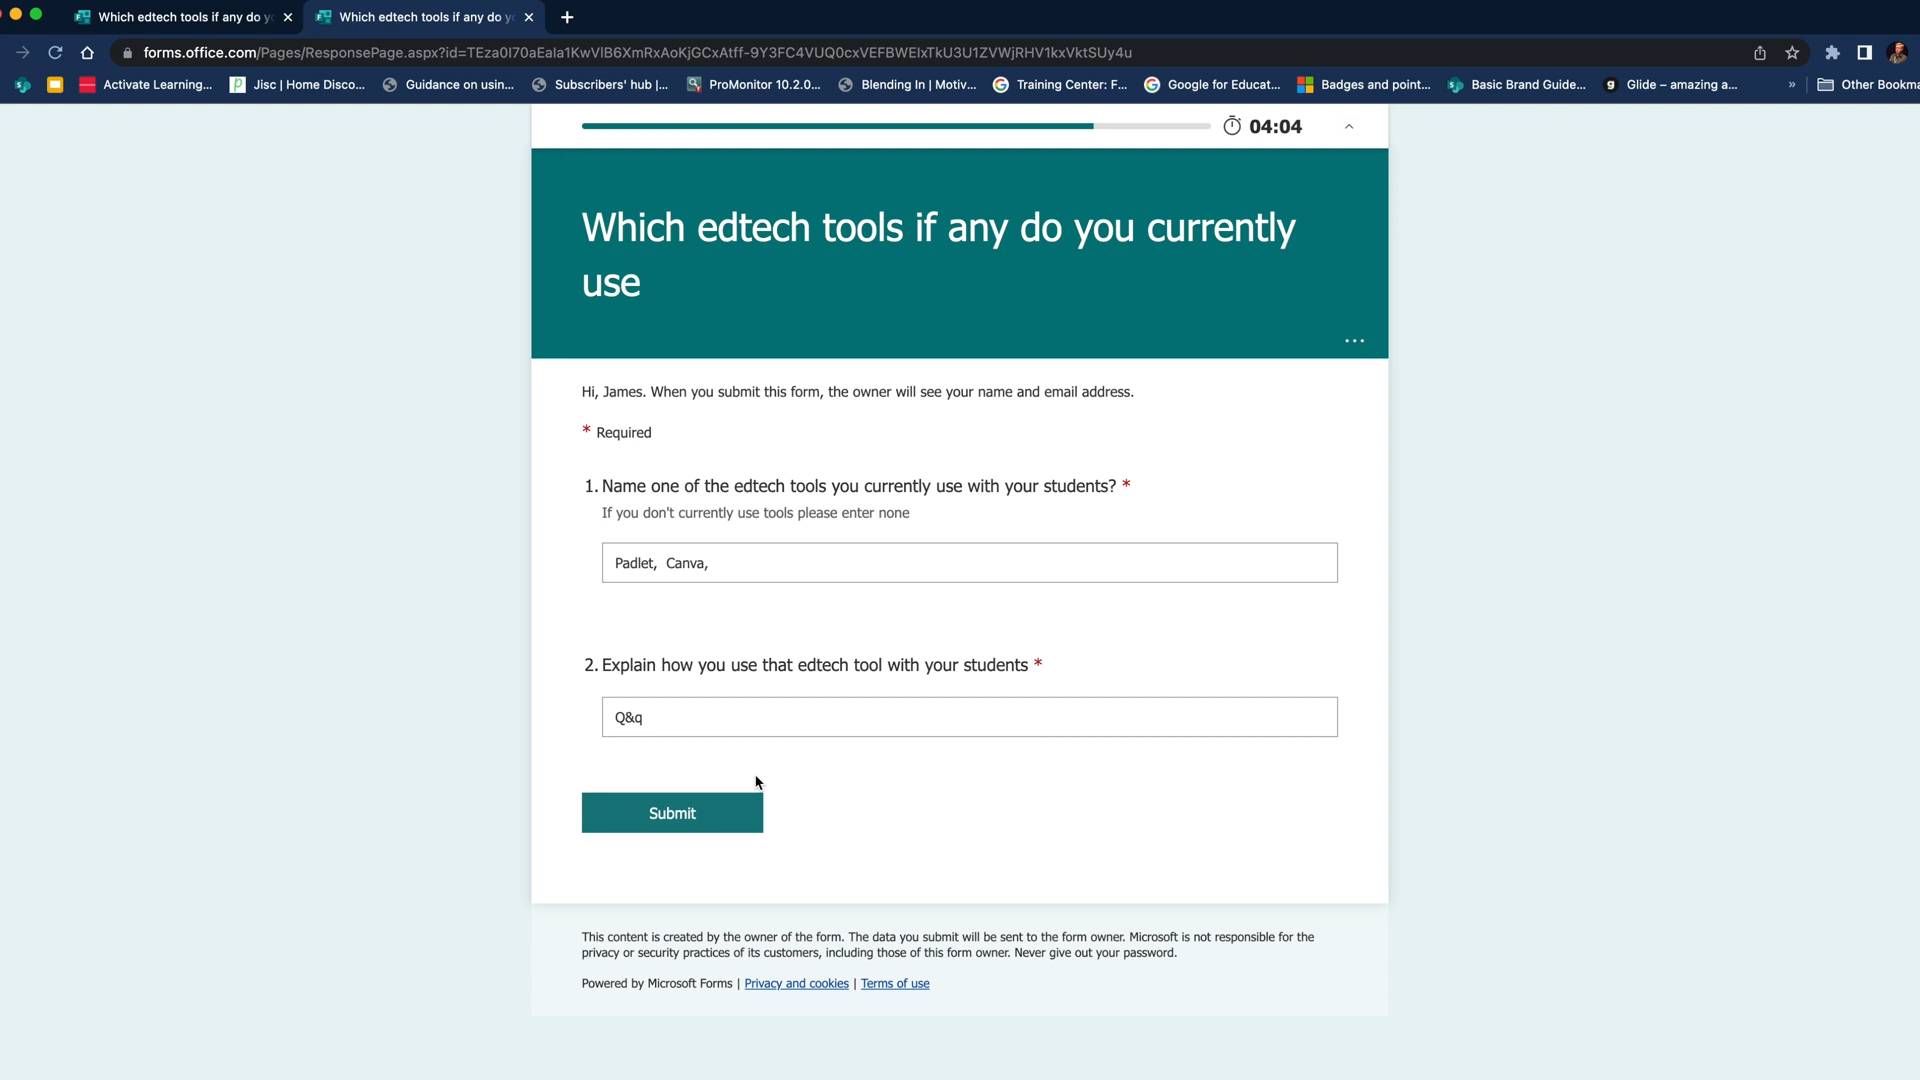 Which edtech tools if any do y
Which edtech tools if any do y
forms.office.com/Pages/ResponsePage.aspx?id=TEza0I70aEala1KwVIB6XmRxAoKjGCxAtff-9Y3FC4VUQ0cxVEFBWElxTkU3U1ZVWjRHV1kxVktSUy4u
Activate Learning...
Jisc | Home Disco...
Guidance on usin...
Subscribers' hub |...
ProMonitor 10.2.0...
Blending In | Motiv...
Training Center: F...
Google for Educat...
Badges and point...
Basic Brand Guide...
Glide – amazing a...
»
Other Bookma
04:04
Which edtech tools if any do you currently
use
...
Hi, James. When you submit this form, the owner will see your name and email address.
* Required
1. Name one of the edtech tools you currently use with your students? *
If you don't currently use tools please enter none
Padlet, Canva,
2. Explain how you use that edtech tool with your students *
Q&q
Submit
This content is created by the owner of the form. The data you submit will be sent to the form owner. Microsoft is not responsible for the
privacy or security practices of its customers, including those of this form owner. Never give out your password.
Powered by Microsoft Forms | Privacy and cookies | Terms of use